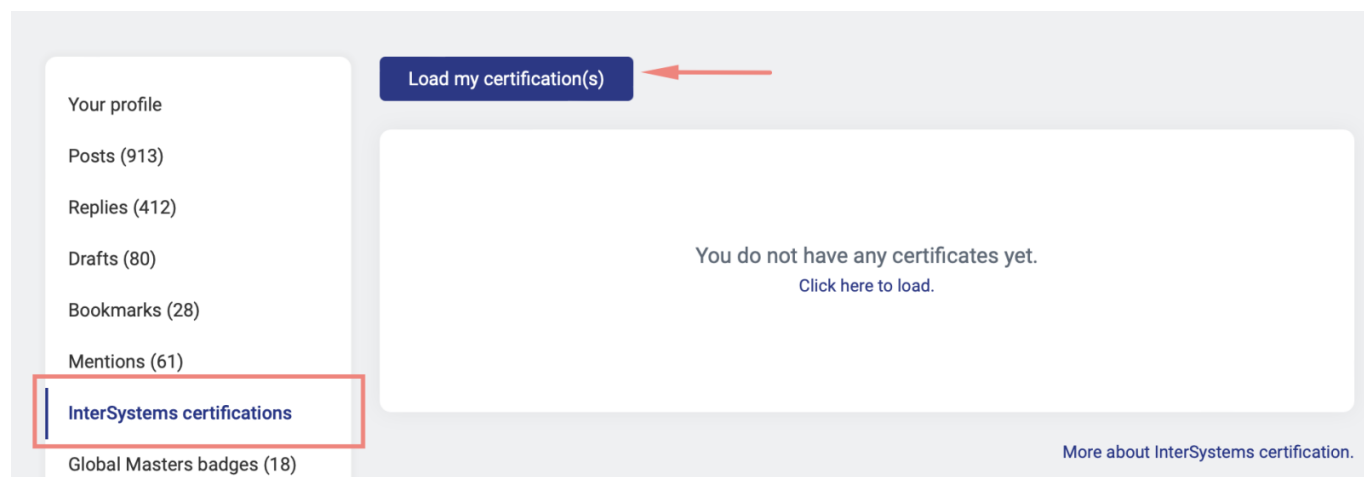 Your profile
Posts (913)
Replies (412)
Drafts (80)
Bookmarks (28)
Mentions (61)
InterSystems certifications
Global Masters badges (18)
Load my certification(s)
You do not have any certificates yet.
Click here to load.
More about InterSystems certification.